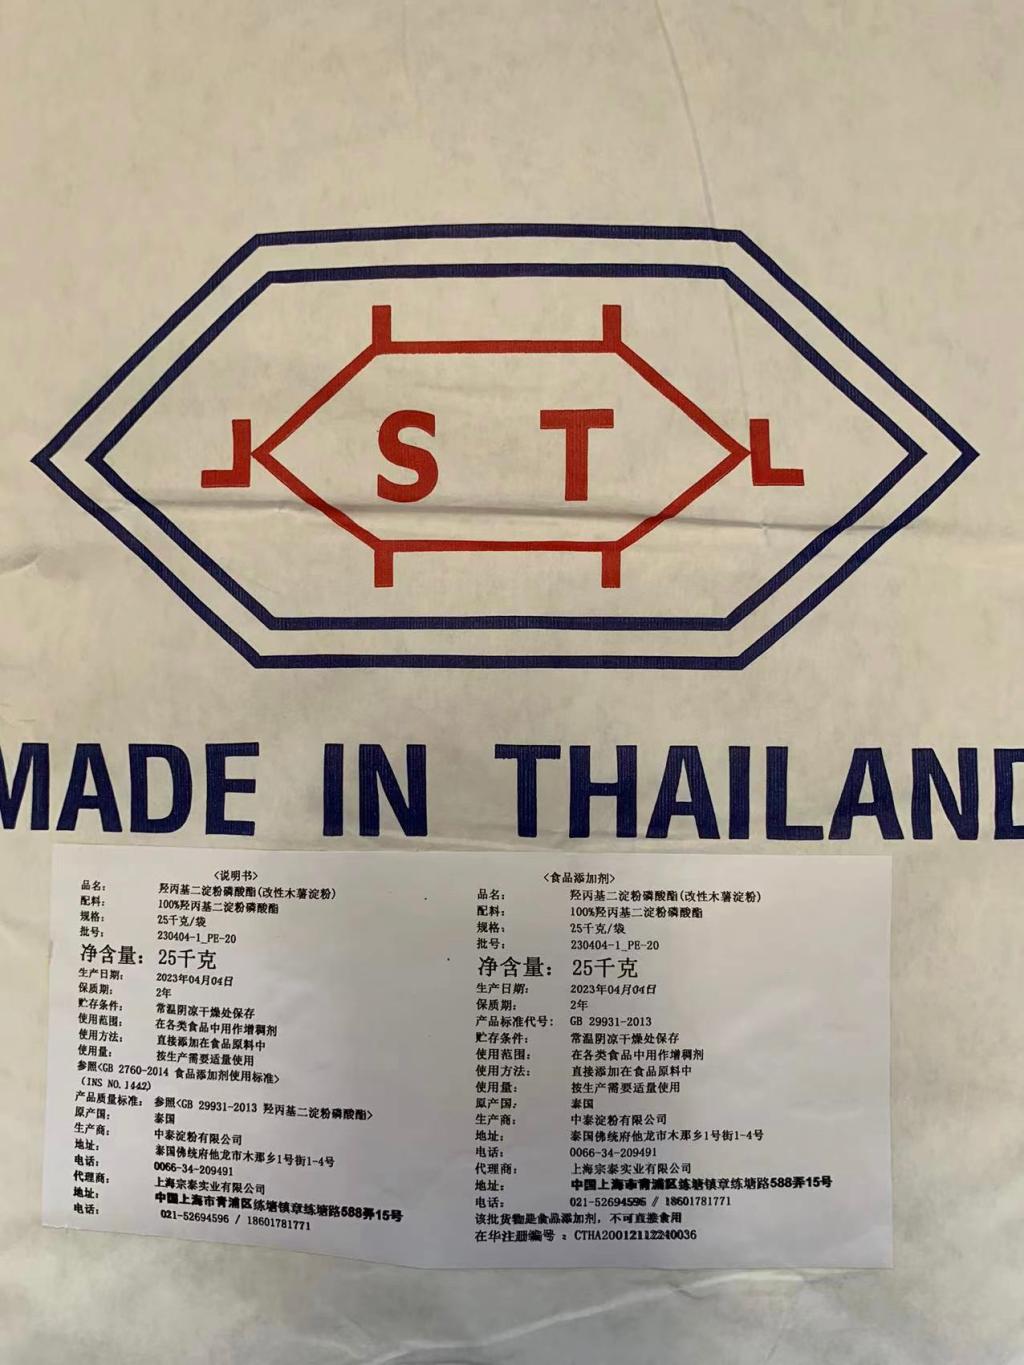 S T
MADE IN THAILAND
<说明书>
品名： 羟丙基二淀粉磷酸酯(改性木薯淀粉)
配料： 100%羟丙基二淀粉磷酸酯
规格： 25千克/袋
批号： 230404-1_PE-20
净含量： 25千克
生产日期： 2023年04月04日
保质期： 2年
贮存条件： 常温阴凉干燥处保存
使用范围： 在各类食品中用作增稠剂
使用方法： 直接添加在食品原料中
使用量： 按生产需要适量使用
参照<GB 2760-2014 食品添加剂使用标准>
(INS NO.1442)
产品质量标准： 参照<GB 29931-2013 羟丙基二淀粉磷酸酯>
原产国： 泰国
生产商： 中泰淀粉有限公司
地址： 泰国佛统府他龙市木那乡1号街1-4号
电话： 0066-34-209491
代理商： 上海宗泰实业有限公司
地址： 中国上海市青浦区练塘镇章练塘路588弄15号
电话： 021-52694596 / 18601781771
<食品添加剂>
品名： 羟丙基二淀粉磷酸酯(改性木薯淀粉)
配料： 100%羟丙基二淀粉磷酸酯
规格： 25千克/袋
批号： 230404-1_PE-20
净含量： 25千克
生产日期： 2023年04月04日
保质期： 2年
产品标准代号： GB 29931-2013
贮存条件： 常温阴凉干燥处保存
使用范围： 在各类食品中用作增稠剂
使用方法： 直接添加在食品原料中
使用量： 按生产需要适量使用
原产国： 泰国
生产商： 中泰淀粉有限公司
地址： 泰国佛统府他龙市木那乡1号街1-4号
电话： 0066-34-209491
代理商： 上海宗泰实业有限公司
地址： 中国上海市青浦区练塘镇章练塘路588弄15号
电话： 021-52694596 / 18601781771
该批货物是食品添加剂，不可直接食用
在华注册编号 ：CTHA20012112240036